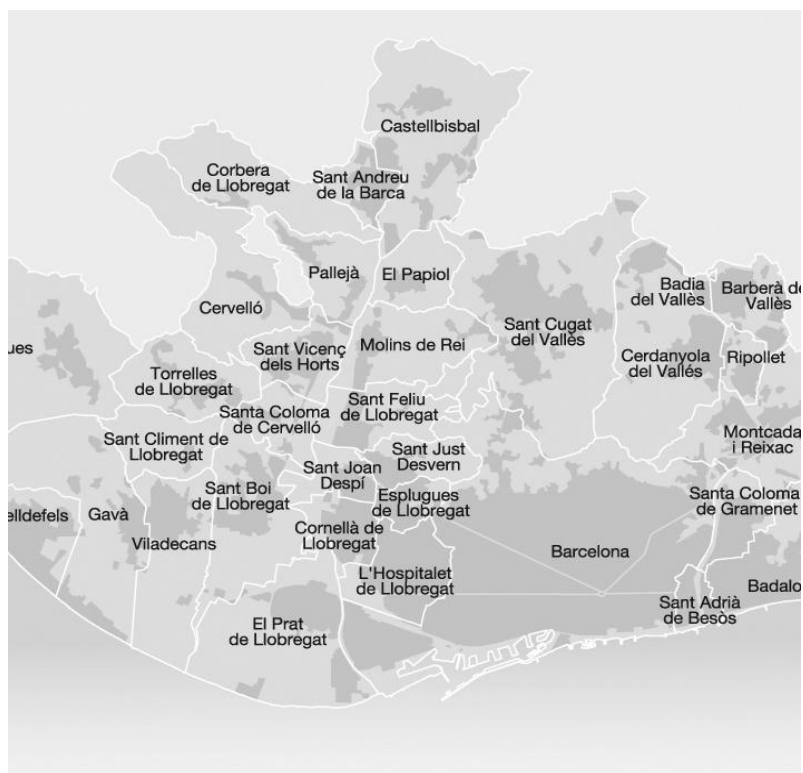 Castellbisbal
Corbera
de Llobregat
Sant Andreu
de la Barca
Pallejà
El Papiol
Cervelló
Badia
del Vallès
Barberà de
Vallès
ues
Sant Vicenç
dels Horts
Molins de Rei
Sant Cugat
del Vallès
Cerdanyola
del Vallés
Ripollet
Torrelles
de Llobregat
Santa Coloma
de Cervelló
Sant Feliu
de Llobregat
Sant Climent de
Llobregat
Sant Just
Desvern
Montcada
i Reixac
Sant Joan
Despí
Sant Boi
de Llobregat
Esplugues
de Llobregat
Santa Coloma
de Gramenet
elldefels
Gavà
Viladecans
Cornellà de
Llobregat
Barcelona
L'Hospitalet
de Llobregat
Badalo
Sant Adrià
de Besòs
El Prat
de Llobregat